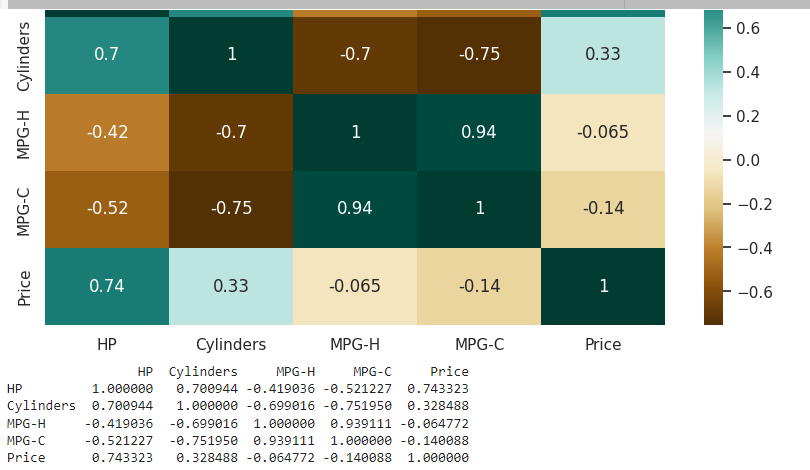 0.6
Cylinders 0.7 1 -0.7 -0.75 0.33
0.4
MPG-H -0.42 -0.7 1 0.94 -0.065
0.2
0.0
MPG-C -0.52 -0.75 0.94 1 -0.14
−0.2
−0.4
Price 0.74 0.33 -0.065 -0.14 1
−0.6
HP Cylinders MPG-H MPG-C Price
HP Cylinders MPG-H MPG-C Price
HP 1.000000 0.700944 -0.419036 -0.521227 0.743323
Cylinders 0.700944 1.000000 -0.699016 -0.751950 0.328488
MPG-H -0.419036 -0.699016 1.000000 0.939111 -0.064772
MPG-C -0.521227 -0.751950 0.939111 1.000000 -0.140088
Price 0.743323 0.328488 -0.064772 -0.140088 1.000000